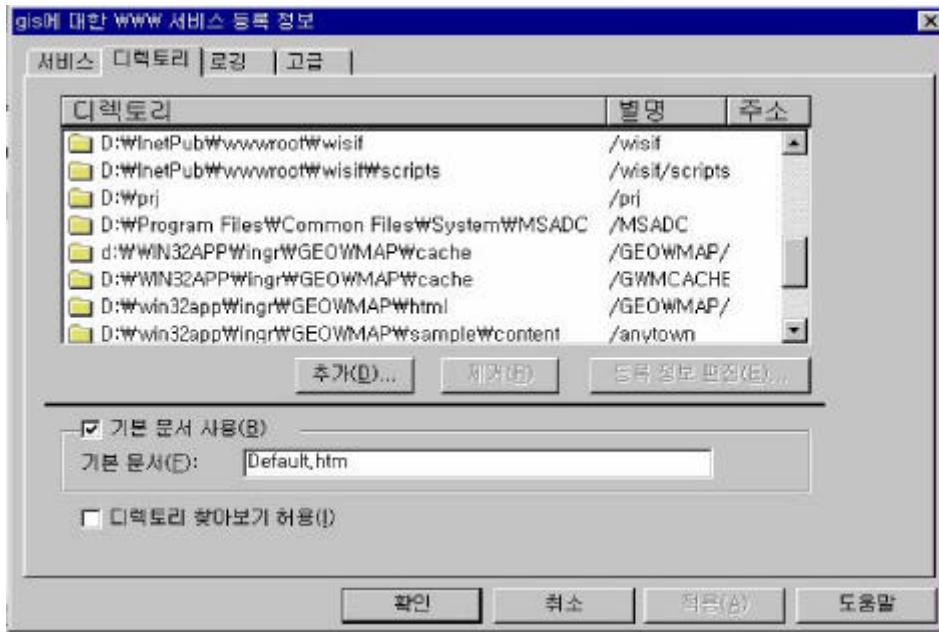 gis에 대한 ₩₩₩ 서비스 등록 정보
서비스 디렉토리 로깅 고급
디렉토리 별명 주소
D:₩InetPub₩wwwroot₩wisif /wisif
D:₩InetPub₩wwwroot₩wisif₩scripts /wisif/scripts
D:₩prj /prj
D:₩Program Files₩Common Files₩System₩MSADC /MSADC
d:₩WIN32APP₩ingr₩GEOWMAP₩cache /GEOWMAP/
D:₩WIN32APP₩ingr₩GEOWMAP₩cache /GWMCACHE
D:₩win32app₩ingr₩GEOWMAP₩html /GEOWMAP/
D:₩win32app₩ingr₩GEOWMAP₩sample₩content /anytown
추가(D)... 제거(R) 등록 정보 편집(E)...
기본 문서 사용(B)
기본 문서(F): Default.htm
디렉토리 찾아보기 허용(I)
확인 취소 적용(A) 도움말